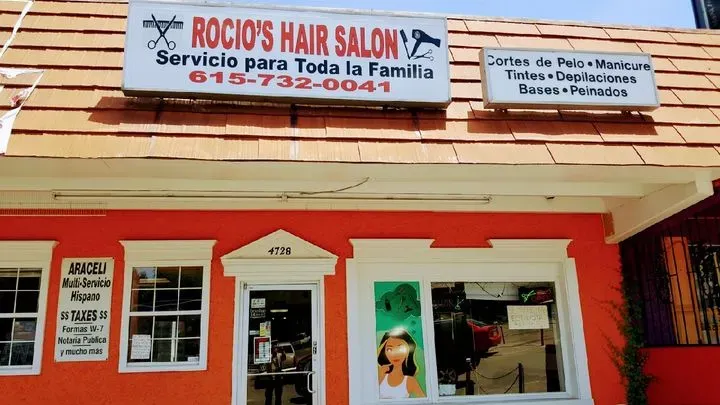 ROCIO'S HAIR SALON
Servicio para Toda la Familia
615-732-0041
Cortes de Pelo • Manicure
Tintes • Depilaciones
Bases • Peinados
4728
ARACELI
Multi-Servicio
Hispano
$$ TAXES $$
Formas W-7
Notaria Publica
y mucho más